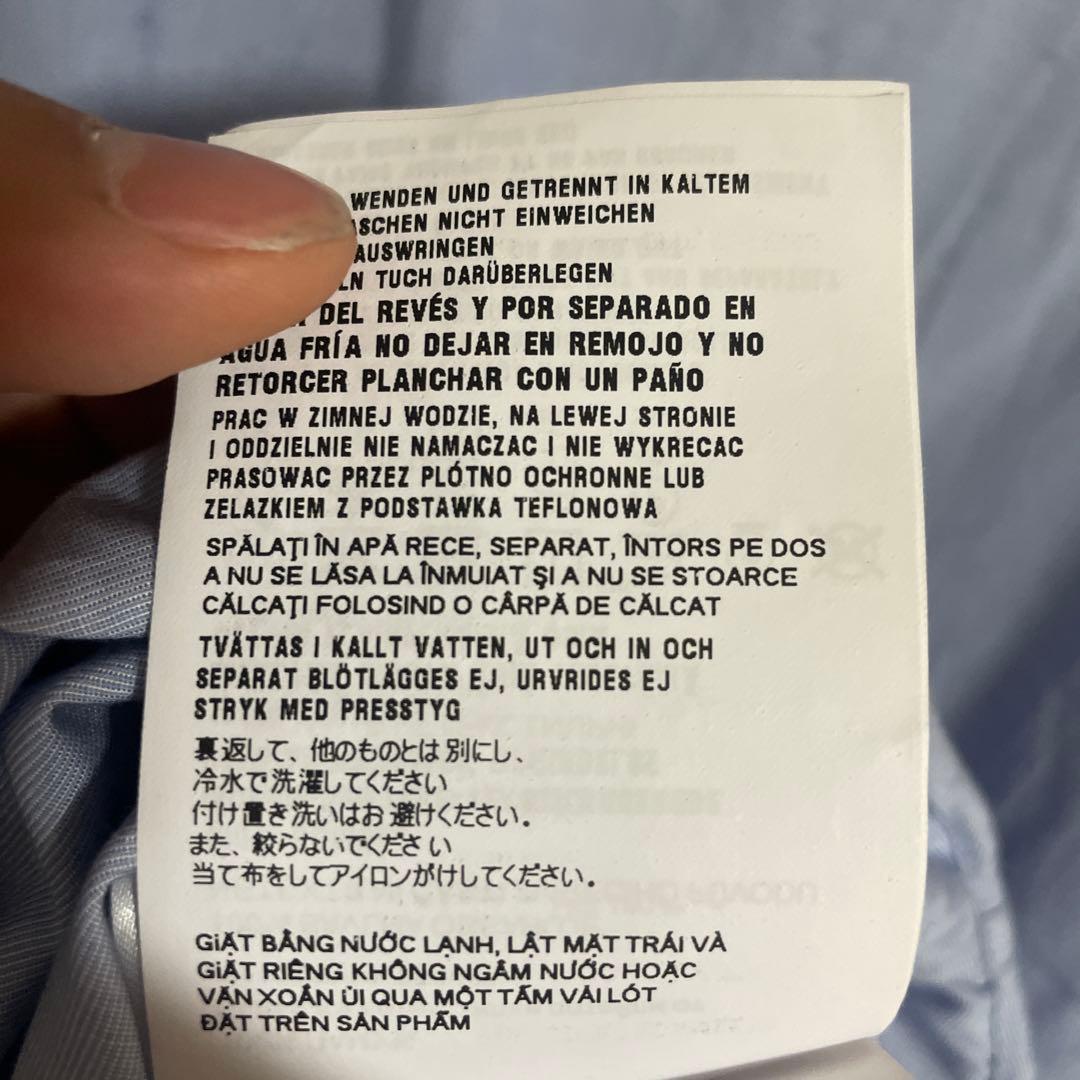 WENDEN UND GETRENNT IN KALTEM
ASCHEN NICHT EINWEICHEN
AUSWRINGEN
LN TUCH DARÜBERLEGEN
DEL REVÉS Y POR SEPARADO EN
AGUA FRÍA NO DEJAR EN REMOJO Y NO
RETORCER PLANCHAR CON UN PAÑO
PRAC W ZIMNEJ WODZIE, NA LEWEJ STRONIE
I ODDZIELNIE NIE NAMACZAC I NIE WYKRECAC
PRASOWAC PRZEZ PLÓTNO OCHRONNE LUB
ZELAZKIEM Z PODSTAWKA TEFLONOWA
SPĂLAŢI ÎN APĂ RECE, SEPARAT, ÎNTORS PE DOS
A NU SE LĂSA LA ÎNMUIAT ŞI A NU SE STOARCE
CĂLCAŢI FOLOSIND O CÂRPĂ DE CĂLCAT
TVÄTTAS I KALLT VATTEN, UT OCH IN OCH
SEPARAT BLÖTLÄGGES EJ, URVRIDES EJ
STRYK MED PRESSTYG
裏返して、他のものとは別にし、
冷水で洗濯してください
付け置き洗いはお避けください。
また、絞らないでください
当て布をしてアイロンがけしてください。
GIẶT BẰNG NƯỚC LẠNH, LẬT MẶT TRÁI VÀ
GIẶT RIÊNG KHÔNG NGÂM NƯỚC HOẶC
VẶN XOẮN ỦI QUA MỘT TẤM VẢI LÓT
ĐẶT TRÊN SẢN PHẨM